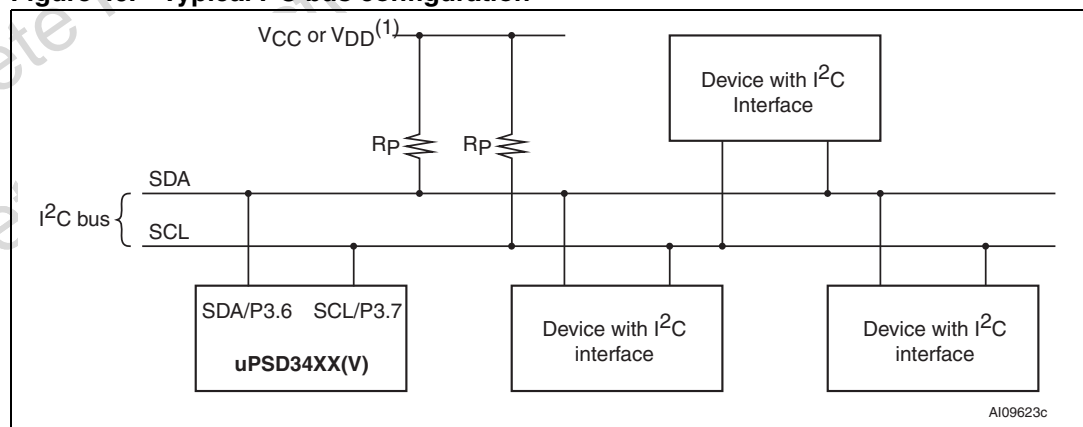 VCC or VDD(1)
Device with I2C
Interface
RP
RP
SDA
I2C bus
SCL
SDA/P3.6 SCL/P3.7
uPSD34XX(V)
Device with I2C
interface
Device with I2C
interface
AI09623c